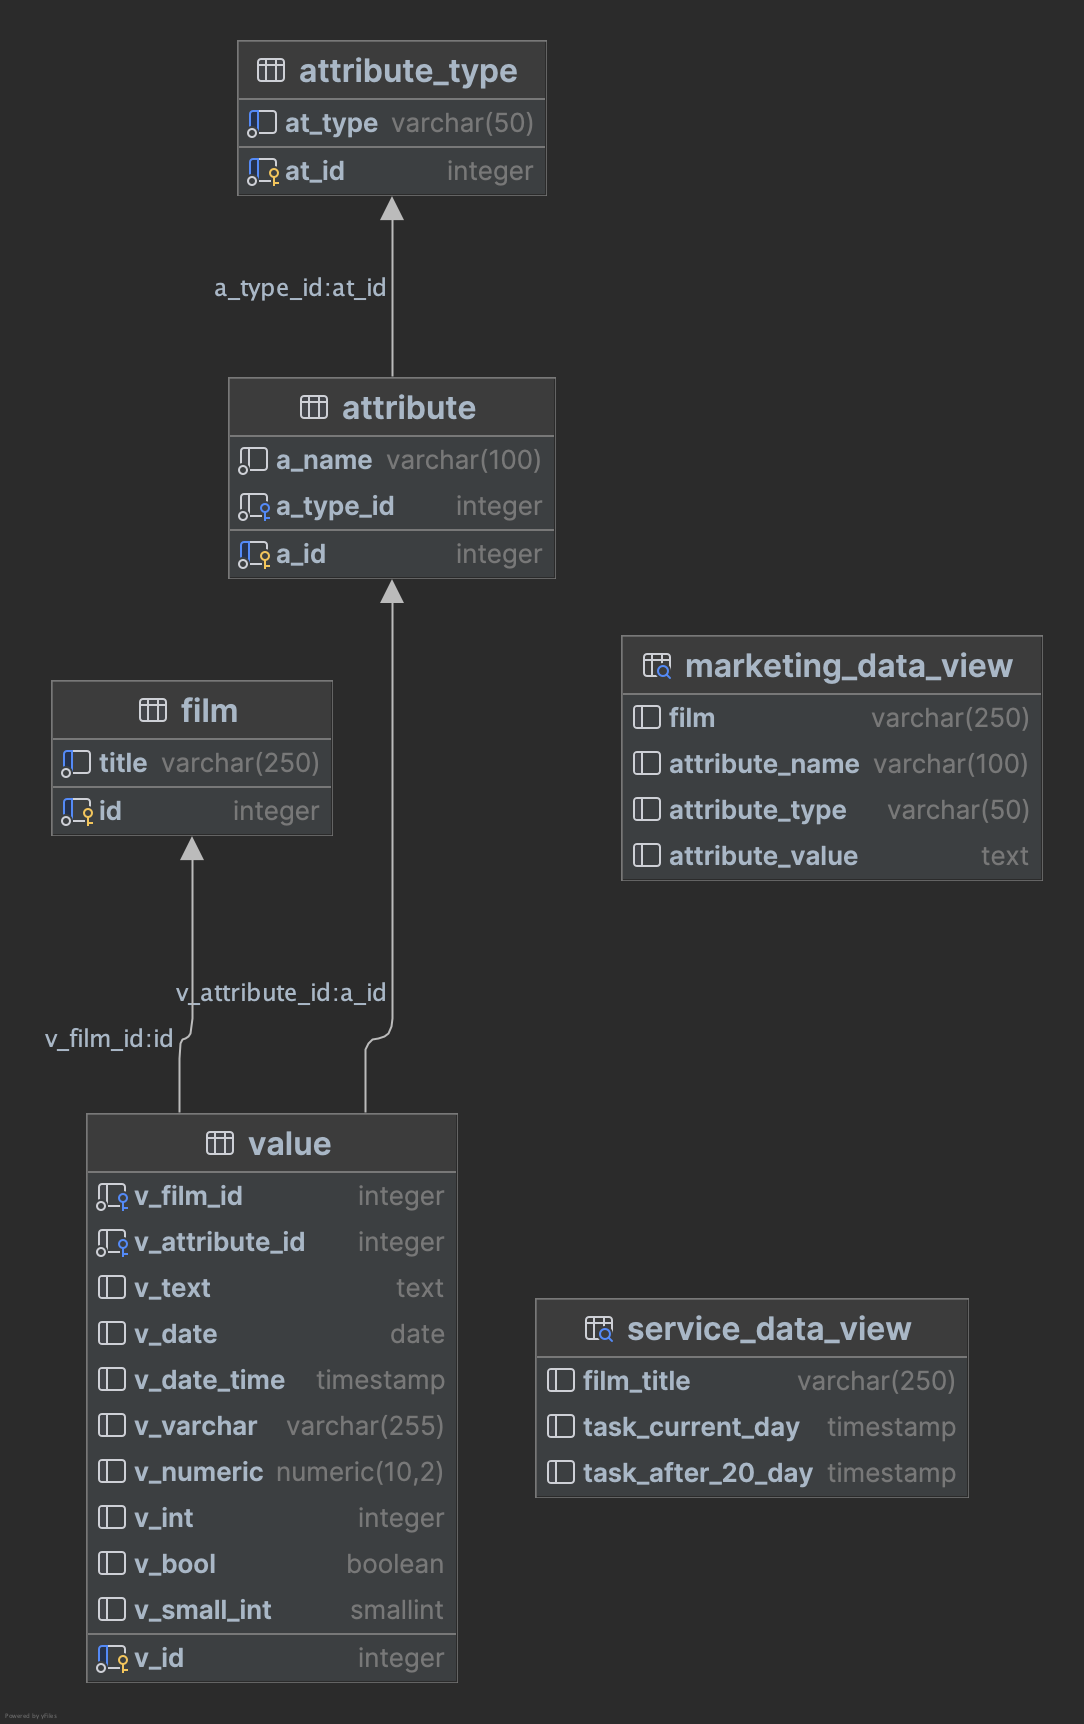 attribute_type
at_type varchar(50)
at_id integer
a_type_id:at_id
attribute
a_name varchar(100)
a_type_id integer
a_id integer
marketing_data_view
film varchar(250)
attribute_name varchar(100)
attribute_type varchar(50)
attribute_value text
film
title varchar(250)
id integer
v_attribute_id:a_id
v_film_id:id
value
v_film_id integer
v_attribute_id integer
v_text text
v_date date
v_date_time timestamp
v_varchar varchar(255)
v_numeric numeric(10,2)
v_int integer
v_bool boolean
v_small_int smallint
v_id integer
service_data_view
film_title varchar(250)
task_current_day timestamp
task_after_20_day timestamp
Powered by yFiles